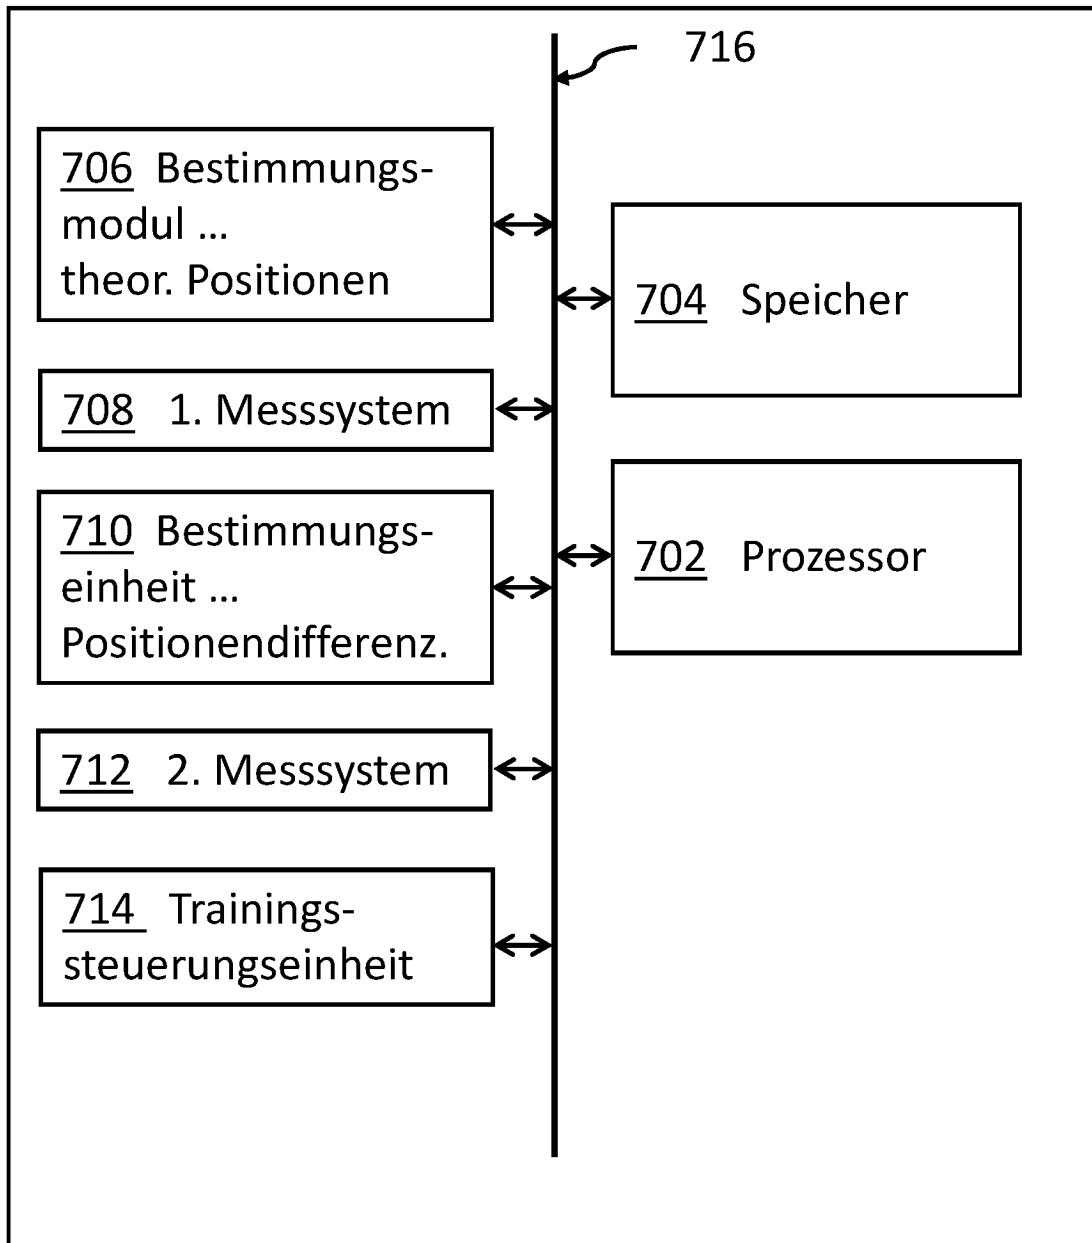 716
706 Bestimmungs-
modul ...
theor. Positionen
704 Speicher
708 1. Messsystem
710 Bestimmungs-
einheit ...
Positionendifferenz.
702 Prozessor
712 2. Messsystem
714 Trainings-
steuerungseinheit